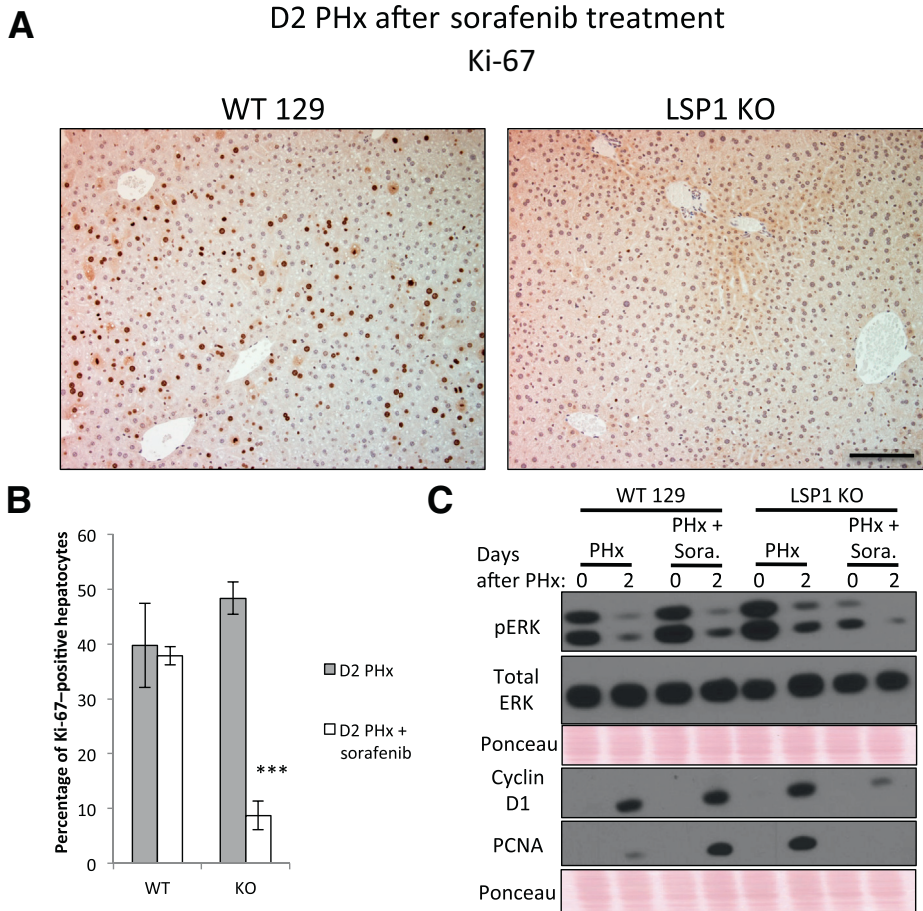 A
D2 PHx after sorafenib treatment
Ki-67
WT 129
LSP1 KO
B
Percentage of Ki-67–positive hepatocytes
60
50
40
30
20
10
0
***
WT
KO
D2 PHx
D2 PHx +
sorafenib
C
WT 129
LSP1 KO
PHx
PHx +
Sora.
PHx
PHx +
Sora.
Days
after PHx:
0 2 0 2 0 2 0 2
pERK
Total
ERK
Ponceau
Cyclin
D1
PCNA
Ponceau